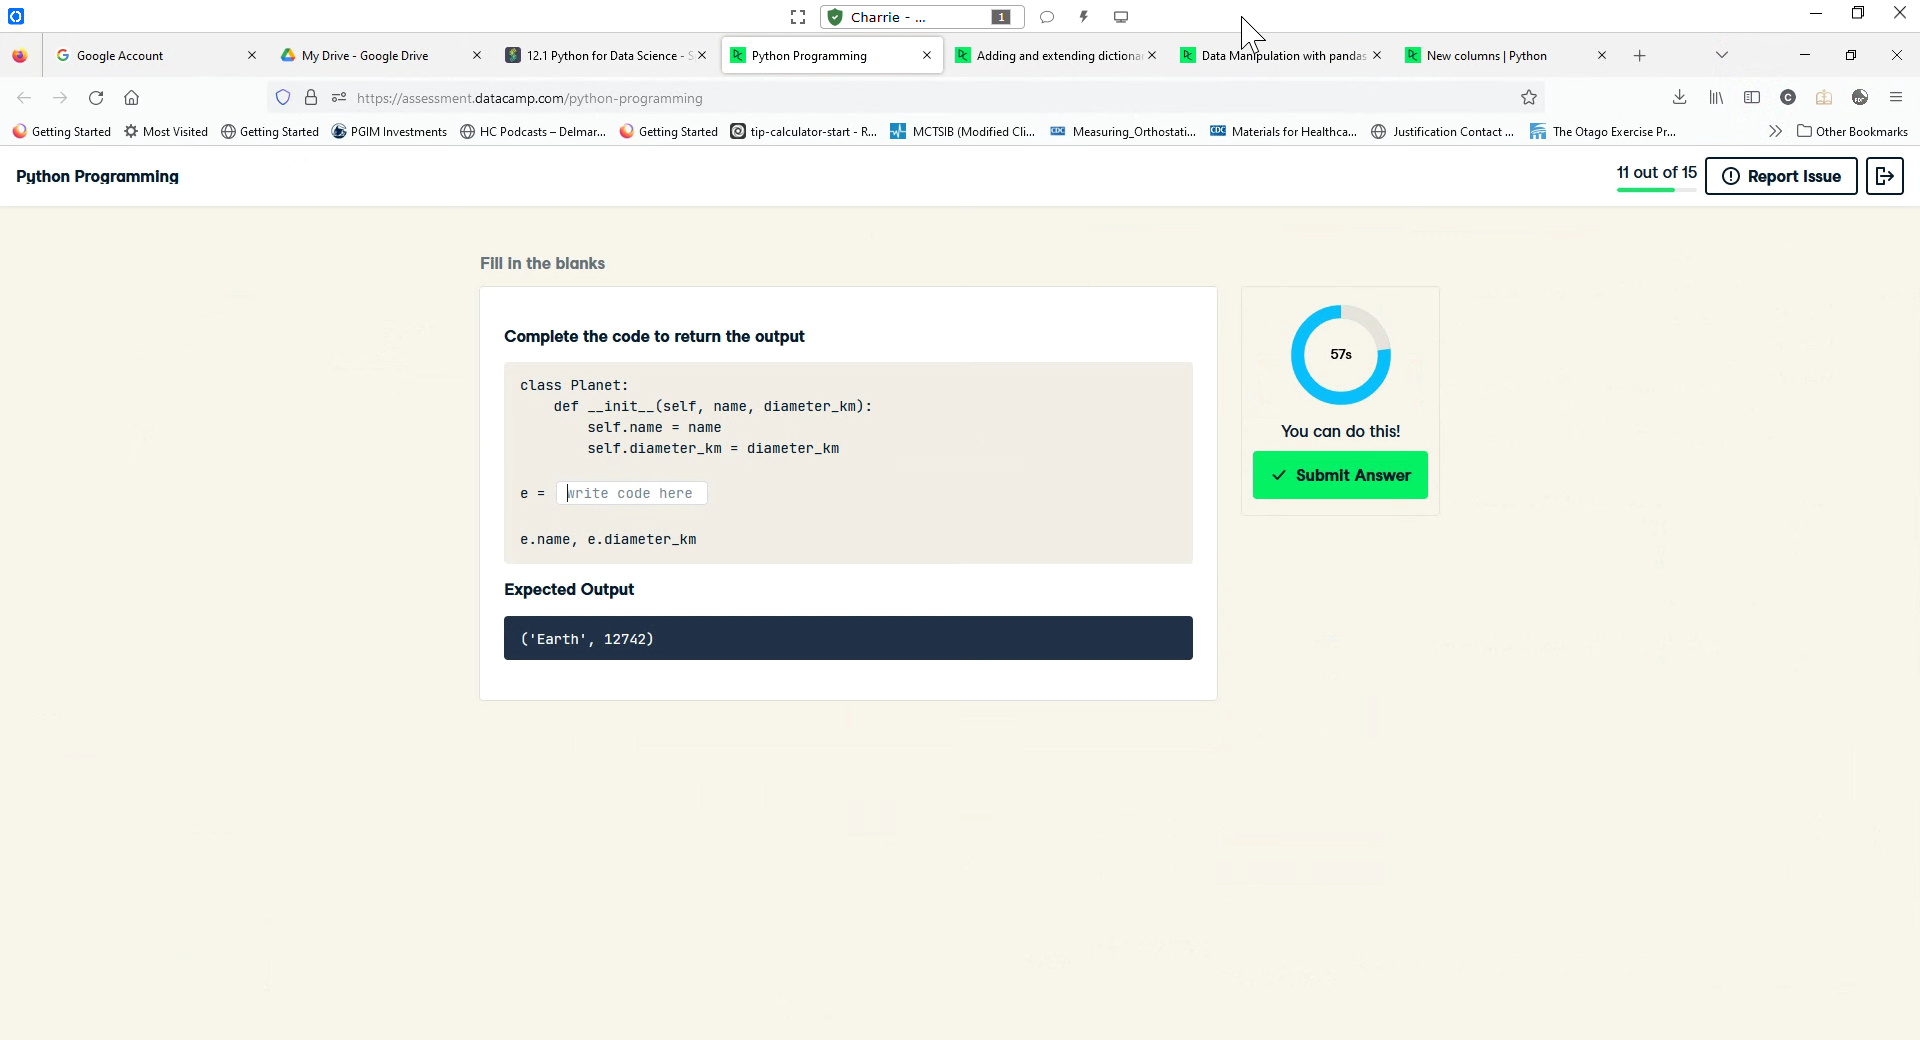 Charrie - ... 1
Google Account
My Drive - Google Drive
12.1 Python for Data Science - S
Python Programming
Adding and extending dictionar
Data Manipulation with pandas
New columns | Python
https://assessment.datacamp.com/python-programming
Getting Started
Most Visited
Getting Started
PGIM Investments
HC Podcasts – Delmar...
Getting Started
tip-calculator-start - R...
MCTSIB (Modified Cli...
CDC Measuring_Orthostati...
CDC Materials for Healthca...
Justification Contact ...
The Otago Exercise Pr...
Other Bookmarks
Python Programming
11 out of 15
Report Issue
Fill in the blanks
Complete the code to return the output
class Planet:
    def __init__(self, name, diameter_km):
        self.name = name
        self.diameter_km = diameter_km
e = Write code here
e.name, e.diameter_km
Expected Output
('Earth', 12742)
57s
You can do this!
Submit Answer